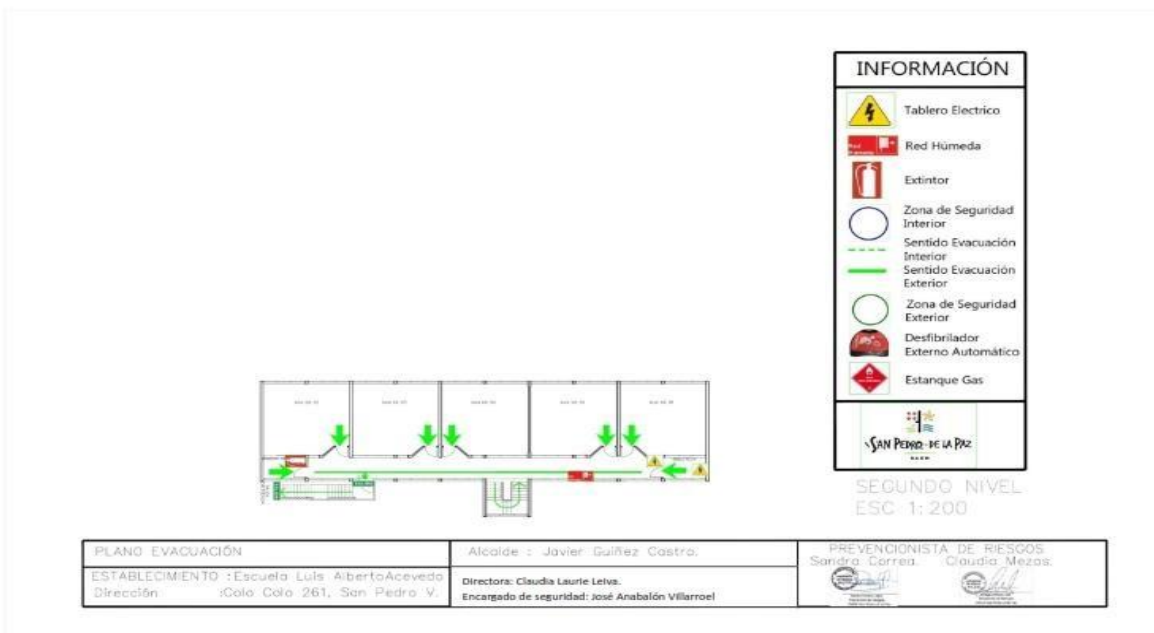 INFORMACIÓN
Tablero Electrico
Red
Red Húmeda
Extintor
Zona de Seguridad
Interior
Sentido Evacuación
Interior
Sentido Evacuación
Exterior
Zona de Seguridad
Exterior
Desfibrilador
Externo Automático
Estanque Gas
SAN PEDRO DE LA PAZ
SEGUNDO NIVEL
ESC 1:200
PLANO EVACUACIÓN
ESTABLECIMIENTO :Escuela Luis AlbertoAcevedo
Dirección :Colo Colo 261, San Pedro V.
Alcalde : Javier Guiñez Castro.
Directora: Claudia Laurie Leiva.
Encargado de seguridad: José Anabalón Villarroel
PREVENCIONISTA DE RIESGOS
Sandra Correa. Claudia Mezas.